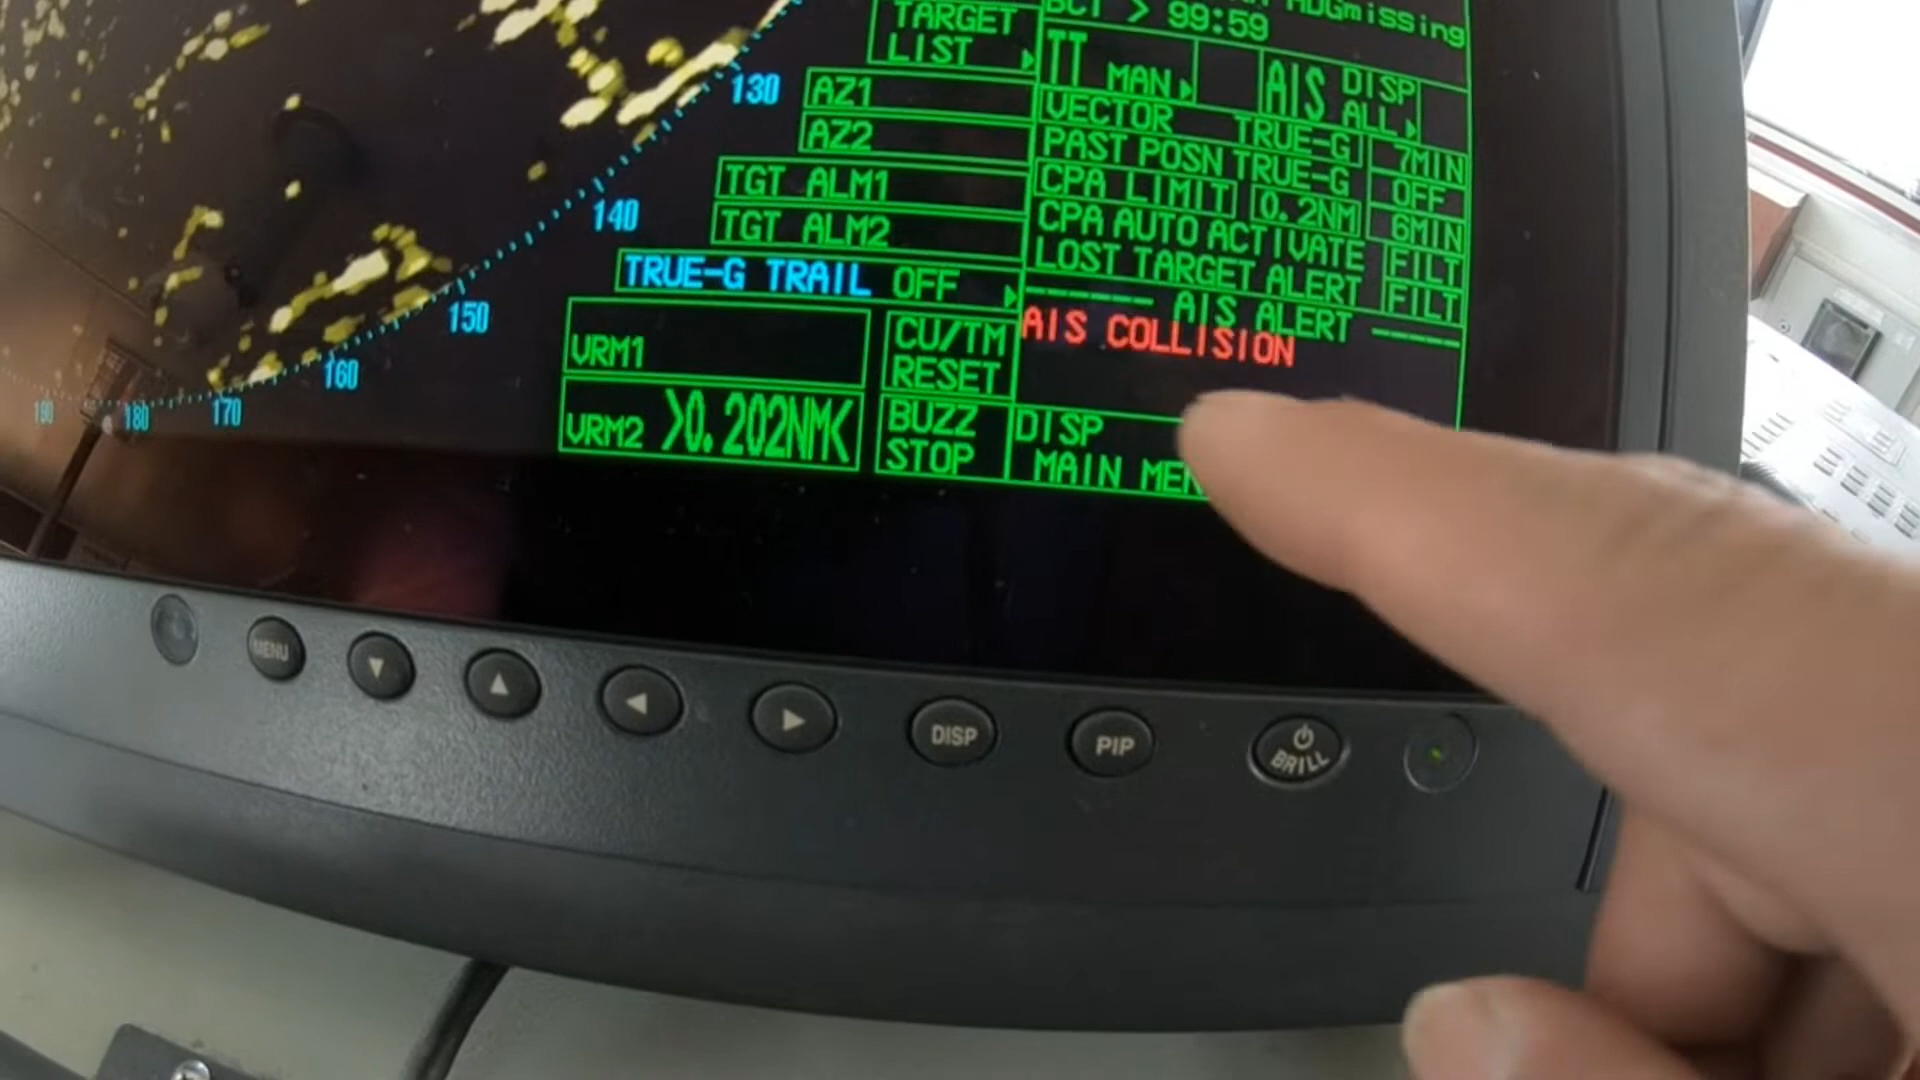 HDGmissing
BCT > 99:59
TARGET
LIST
TT MAN
AIS DISP
ALL
AZ1
AZ2
VECTOR TRUE-G 7MIN
PAST POSN TRUE-G OFF
CPA LIMIT 0.2NM 6MIN
CPA AUTO ACTIVATE FILT
LOST TARGET ALERT FILT
TGT ALM1
TGT ALM2
TRUE-G TRAIL OFF
AIS ALERT
AIS COLLISION
VRM1
VRM2 >0.202NM<
CU/TM
RESET
BUZZ
STOP
DISP
MAIN MEN
130
140
150
160
170
180
190
MENU
DISP
PIP
BRILL